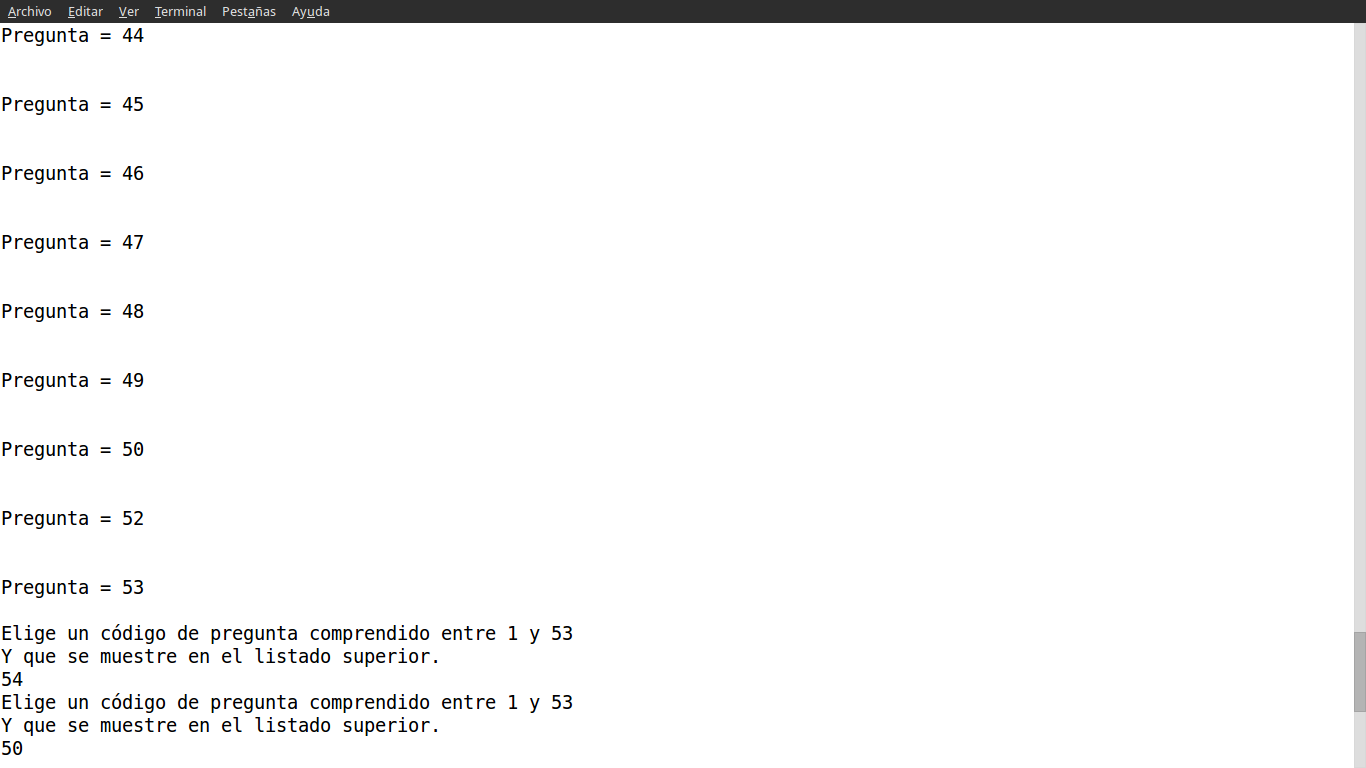 Archivo Editar Ver Terminal Pestañas Ayuda
Pregunta = 44
Pregunta = 45
Pregunta = 46
Pregunta = 47
Pregunta = 48
Pregunta = 49
Pregunta = 50
Pregunta = 52
Pregunta = 53
Elige un código de pregunta comprendido entre 1 y 53
Y que se muestre en el listado superior.
54
Elige un código de pregunta comprendido entre 1 y 53
Y que se muestre en el listado superior.
50